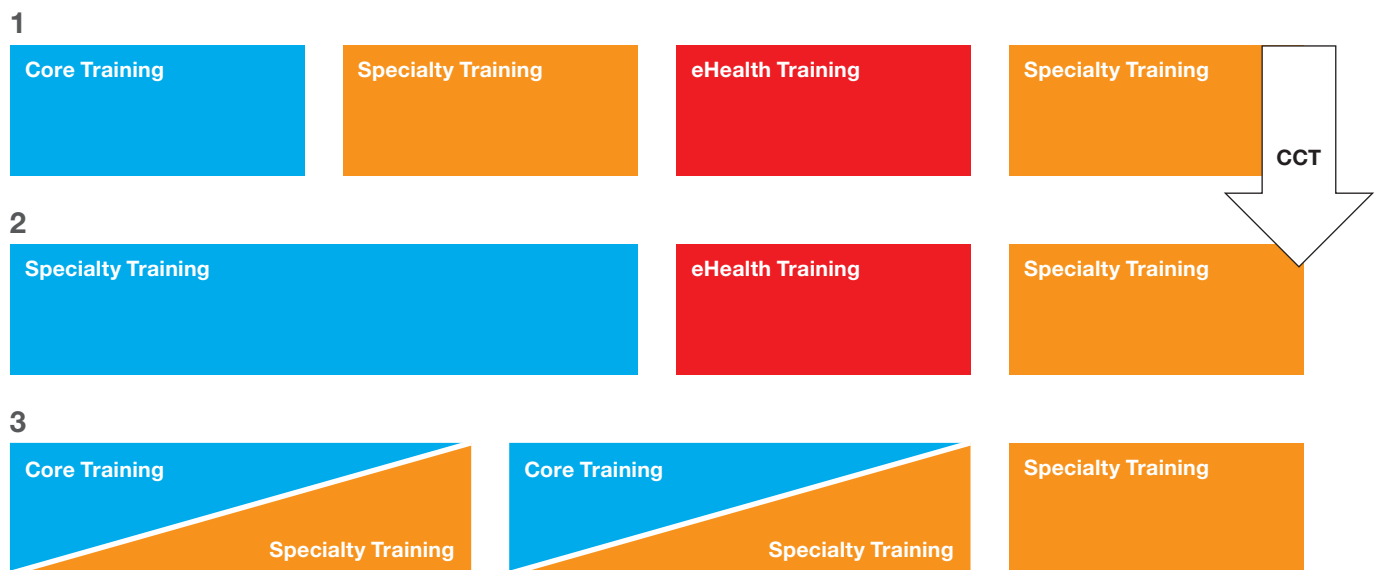 1
Core Training
Specialty Training
eHealth Training
Specialty Training
CCT
2
Specialty Training
eHealth Training
Specialty Training
3
Core Training
Specialty Training
Core Training
Specialty Training
Specialty Training